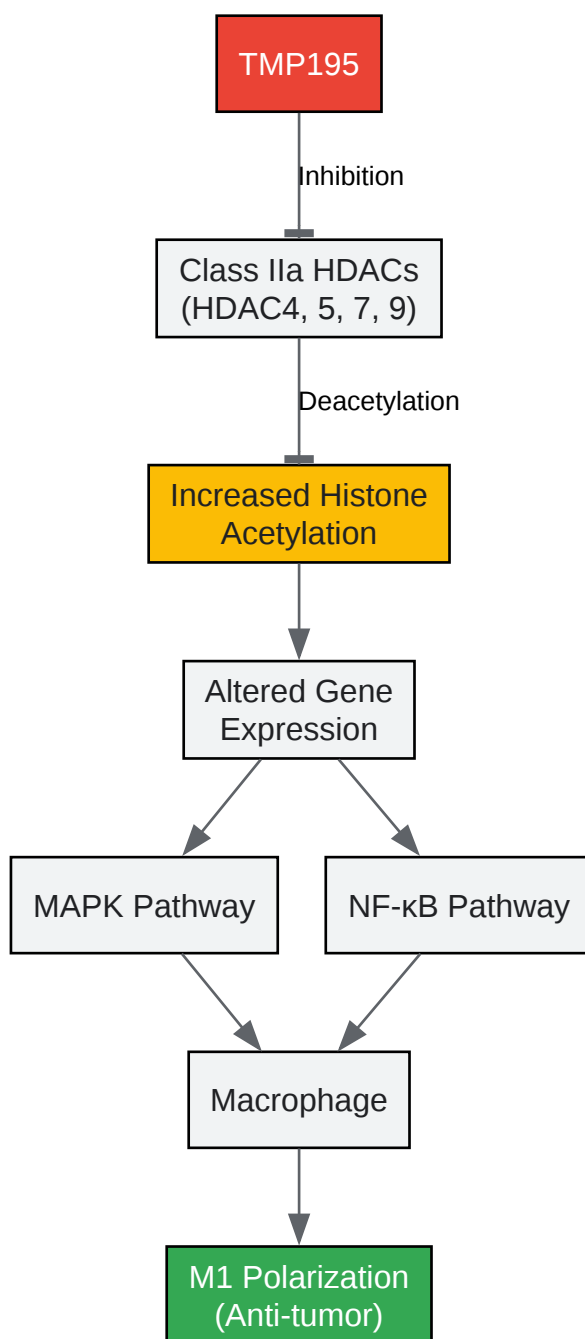 TMP195
Inhibition
Class IIa HDACs
(HDAC4, 5, 7, 9)
Deacetylation
Increased Histone
Acetylation
Altered Gene
Expression
MAPK Pathway
NF-κB Pathway
Macrophage
M1 Polarization
(Anti-tumor)